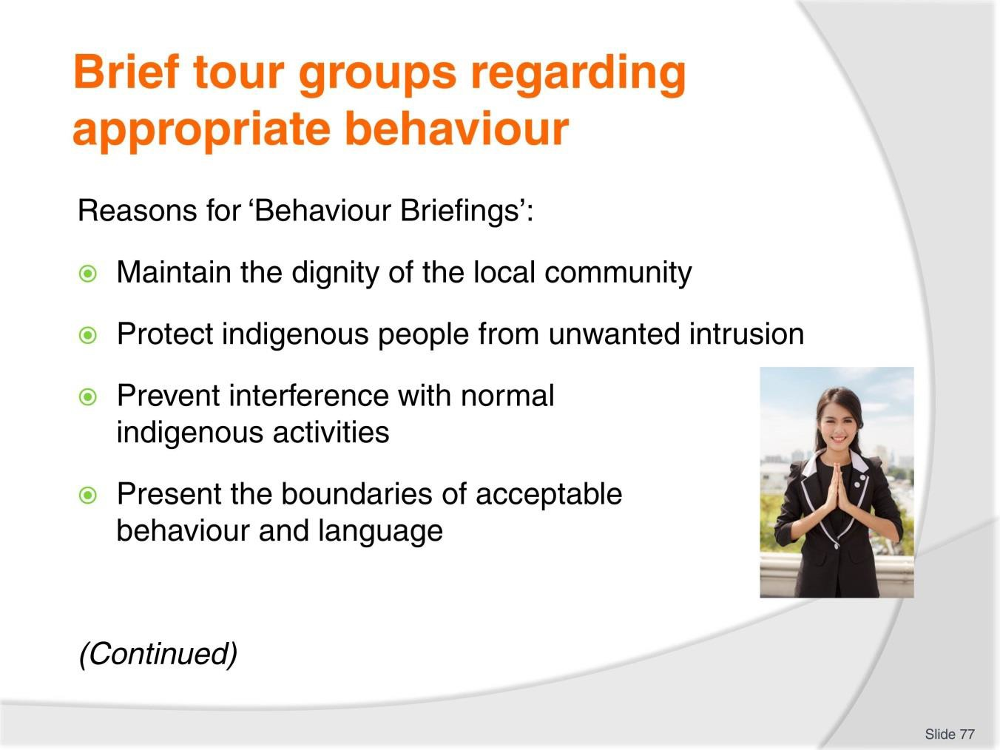 Brief tour groups regarding
appropriate behaviour
Reasons for ‘Behaviour Briefings’:
Maintain the dignity of the local community
Protect indigenous people from unwanted intrusion
Prevent interference with normal
indigenous activities
Present the boundaries of acceptable
behaviour and language
(Continued)
Slide 77